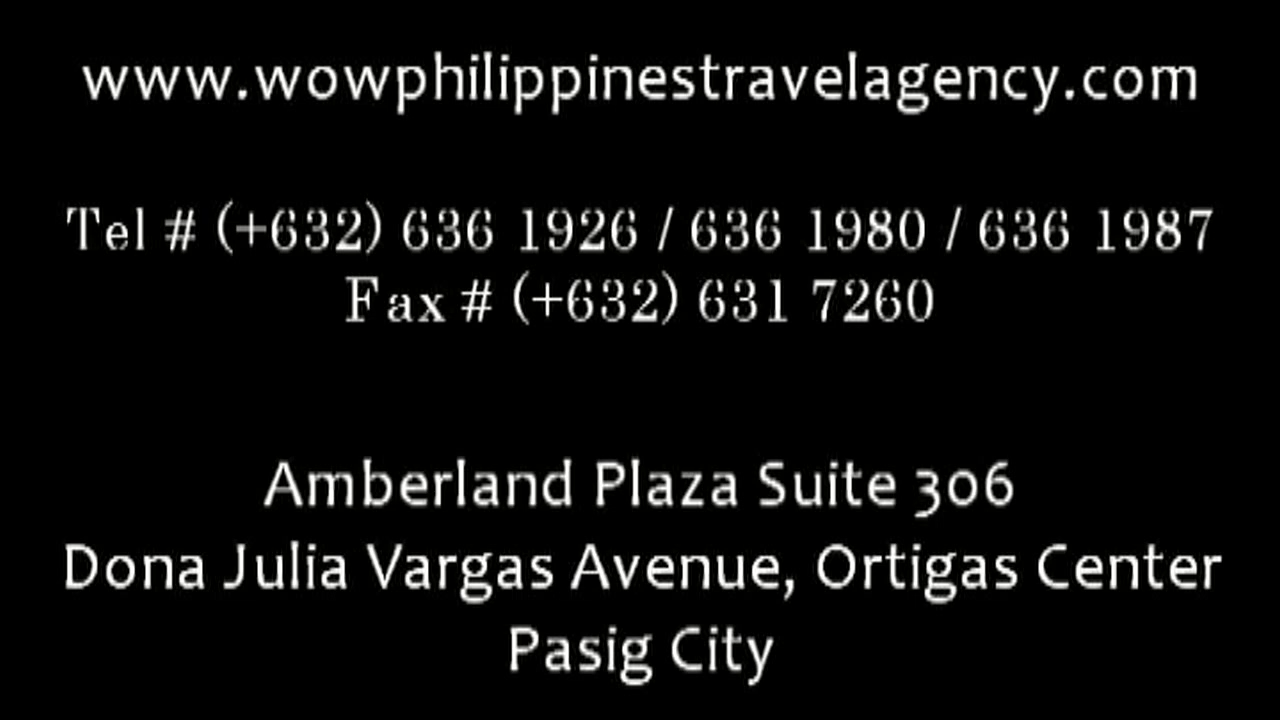 www.wowphilippinestravelagency.com
Tel # (+632) 636 1926 / 636 1980 / 636 1987
Fax # (+632) 631 7260
Amberland Plaza Suite 306
Dona Julia Vargas Avenue, Ortigas Center
Pasig City